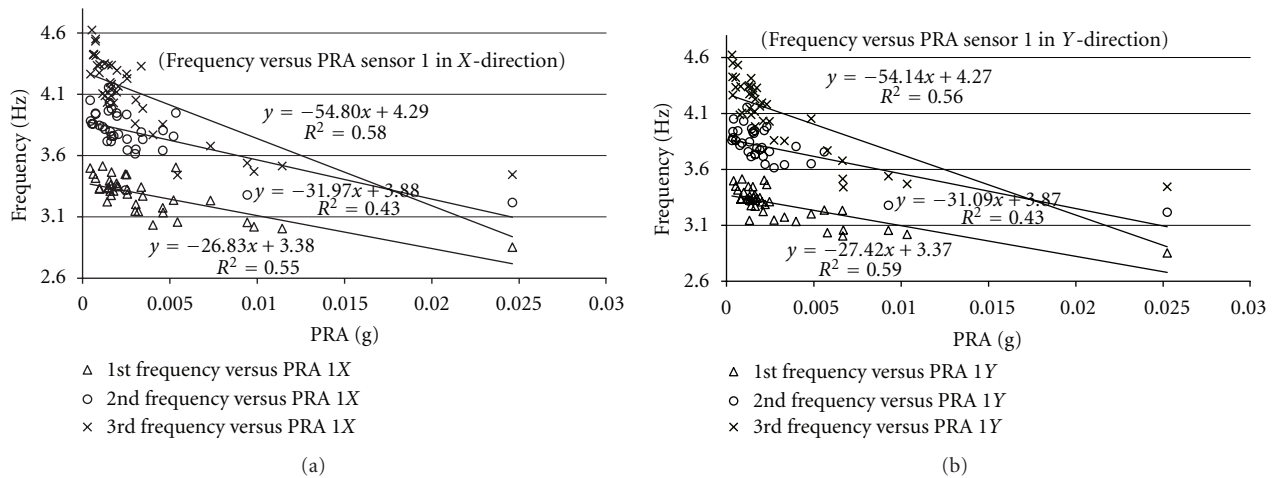 4.6
4.1
3.6
3.1
2.6
Frequency (Hz)
(Frequency versus PRA sensor 1 in X-direction)
y = −54.80x + 4.29
R² = 0.58
y = −31.97x + 3.88
R² = 0.43
y = −26.83x + 3.38
R² = 0.55
0 0.005 0.01 0.015 0.02 0.025 0.03
PRA (g)
1st frequency versus PRA 1X
2nd frequency versus PRA 1X
3rd frequency versus PRA 1X
(a)
4.6
4.1
3.6
3.1
2.6
Frequency (Hz)
(Frequency versus PRA sensor 1 in Y-direction)
y = −54.14x + 4.27
R² = 0.56
y = −31.09x + 3.87
R² = 0.43
y = −27.42x + 3.37
R² = 0.59
0 0.005 0.01 0.015 0.02 0.025 0.03
PRA (g)
1st frequency versus PRA 1Y
2nd frequency versus PRA 1Y
3rd frequency versus PRA 1Y
(b)